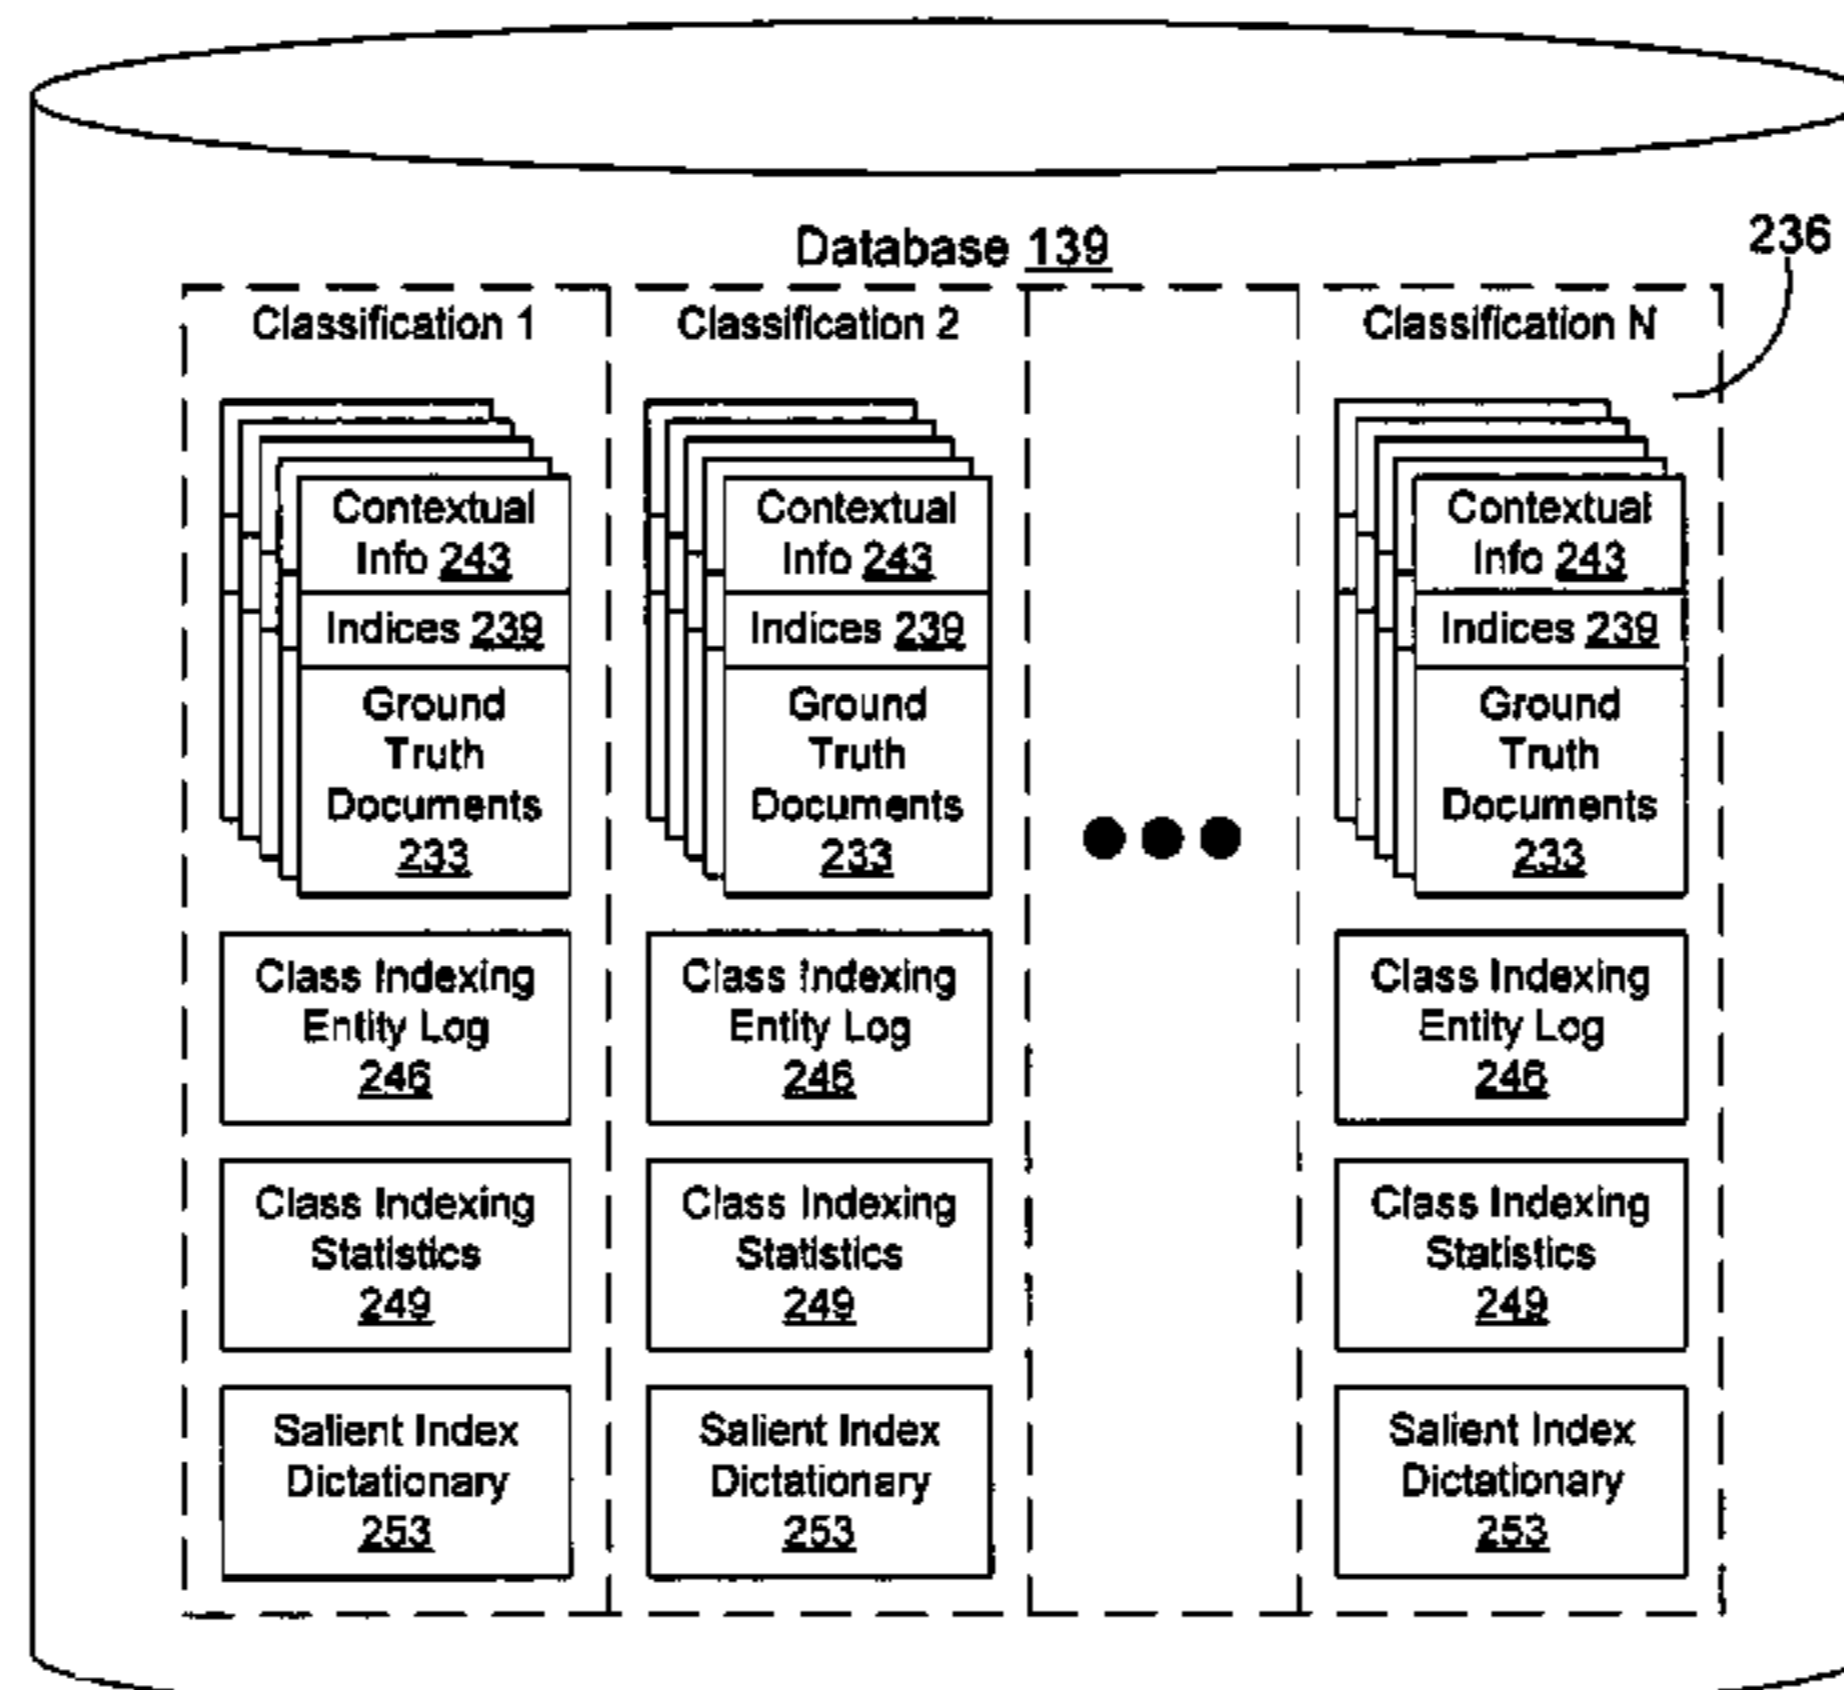 Database 139
236
Classification 1
Contextual
Info 243
Indices 239
Ground
Truth
Documents
233
Class Indexing
Entity Log
246
Class Indexing
Statistics
249
Salient Index
Dictationary
253
Classification 2
Contextual
Info 243
Indices 239
Ground
Truth
Documents
233
Class Indexing
Entity Log
246
Class Indexing
Statistics
249
Salient Index
Dictationary
253
Classification N
Contextual
Info 243
Indices 239
Ground
Truth
Documents
233
Class Indexing
Entity Log
246
Class Indexing
Statistics
249
Salient Index
Dictationary
253